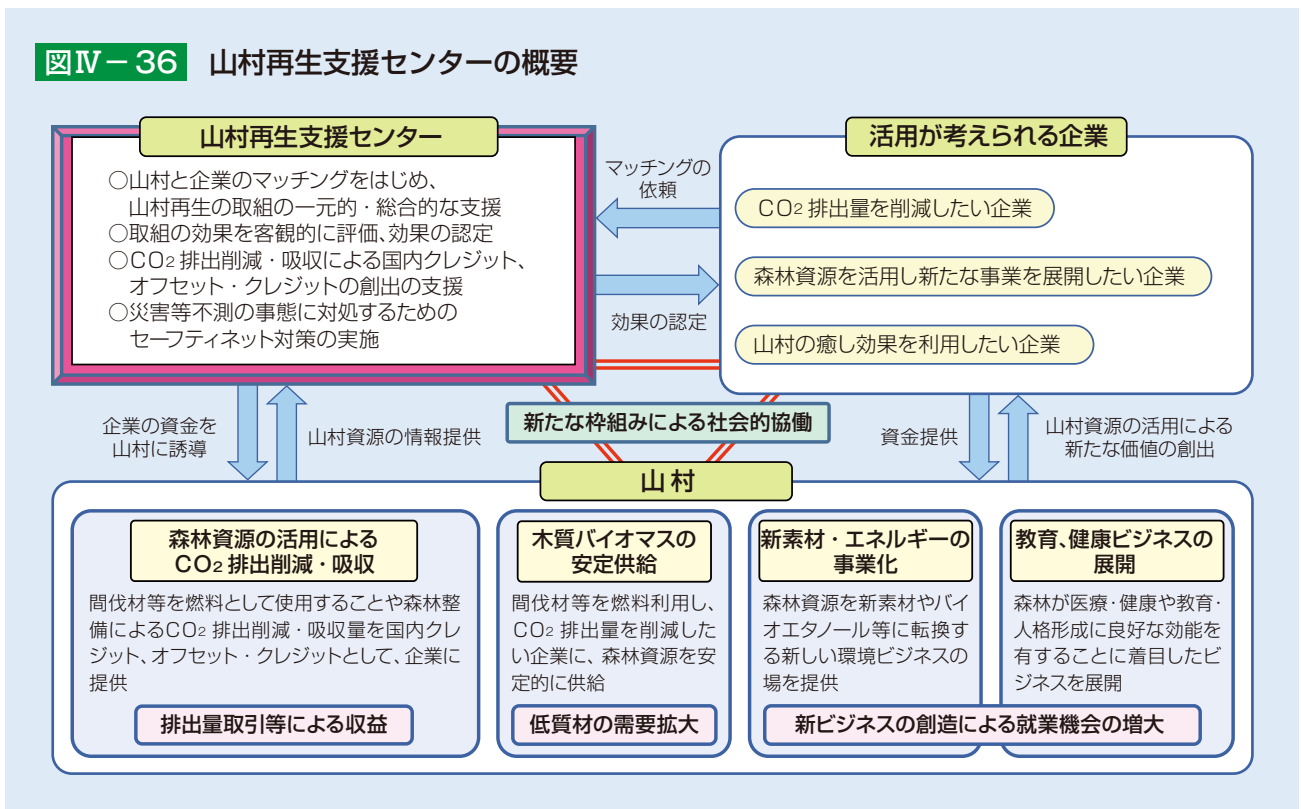 図Ⅳ－36 山村再生支援センターの概要
山村再生支援センター
○山村と企業のマッチングをはじめ、
山村再生の取組の一元的・総合的な支援
○取組の効果を客観的に評価、効果の認定
○CO2 排出削減・吸収による国内クレジット、
オフセット・クレジットの創出の支援
○災害等不測の事態に対処するための
セーフティネット対策の実施
マッチングの
依頼
効果の認定
活用が考えられる企業
CO2 排出量を削減したい企業
森林資源を活用し新たな事業を展開したい企業
山村の癒し効果を利用したい企業
企業の資金を
山村に誘導
山村資源の情報提供
新たな枠組みによる社会的協働
資金提供
山村資源の活用による
新たな価値の創出
山村
森林資源の活用による
CO2 排出削減・吸収
間伐材等を燃料として使用することや森林整
備によるCO2 排出削減・吸収量を国内クレ
ジット、オフセット・クレジットとして、企業に
提供
排出量取引等による収益
木質バイオマスの
安定供給
間伐材等を燃料利用し、
CO2 排出量を削減した
い企業に、森林資源を安
定的に供給
低質材の需要拡大
新素材・エネルギーの
事業化
森林資源を新素材やバイ
オエタノール等に転換す
る新しい環境ビジネスの
場を提供
教育、健康ビジネスの
展開
森林が医療・健康や教育・
人格形成に良好な効能を
有することに着目したビ
ジネスを展開
新ビジネスの創造による就業機会の増大